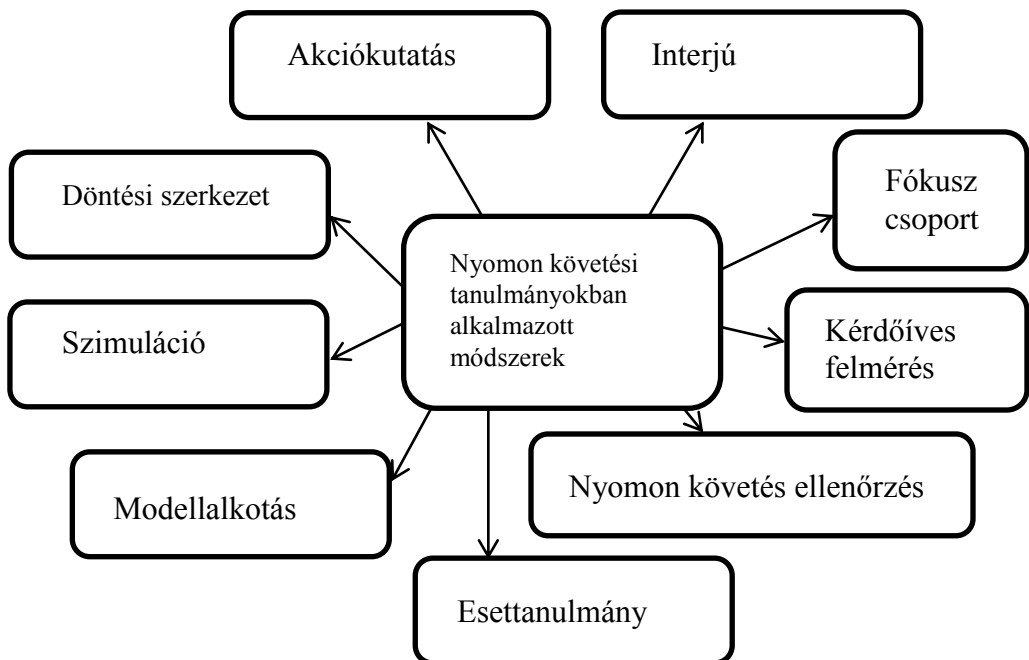 Akciókutatás
Interjú
Döntési szerkezet
Fókusz
csoport
Nyomon követési
tanulmányokban
alkalmazott
módszerek
Szimuláció
Kérdőíves
felmérés
Modellalkotás
Nyomon követés ellenőrzés
Esettanulmány